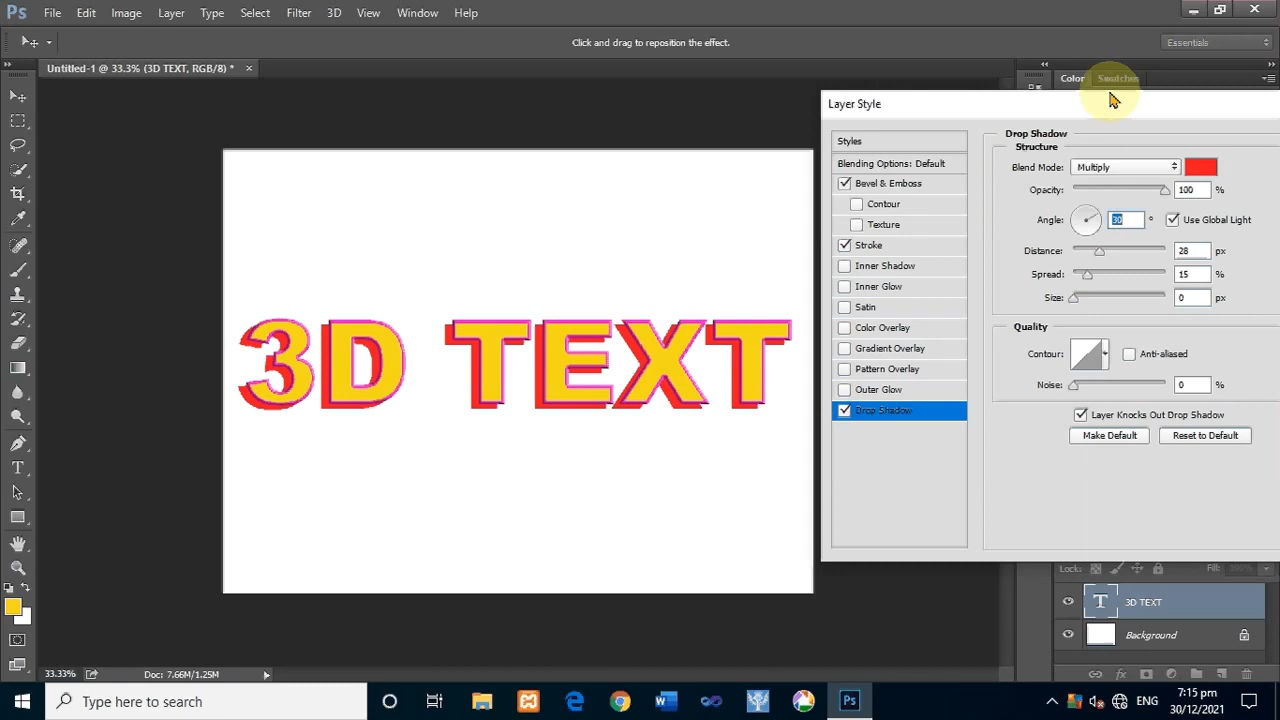 Ps File Edit Image Layer Type Select Filter 3D View Window Help
Click and drag to reposition the effect.
Essentials
Untitled-1 @ 33.3% (3D TEXT, RGB/8) *
Color Swatches
Layer Style
Styles
Blending Options: Default
Bevel & Emboss
Contour
Texture
Stroke
Inner Shadow
Inner Glow
Satin
Color Overlay
Gradient Overlay
Pattern Overlay
Outer Glow
Drop Shadow
Drop Shadow
Structure
Blend Mode: Multiply
Opacity: 100 %
Angle: 30 ° Use Global Light
Distance: 28 px
Spread: 15 %
Size: 0 px
Quality
Contour: Anti-aliased
Noise: 0 %
Layer Knocks Out Drop Shadow
Make Default Reset to Default
3D TEXT
Locks: Fill: 100%
T 3D TEXT
Background
33.33% Doc: 7.66M/1.25M
Type here to search
ENG
7:15 pm
30/12/2021